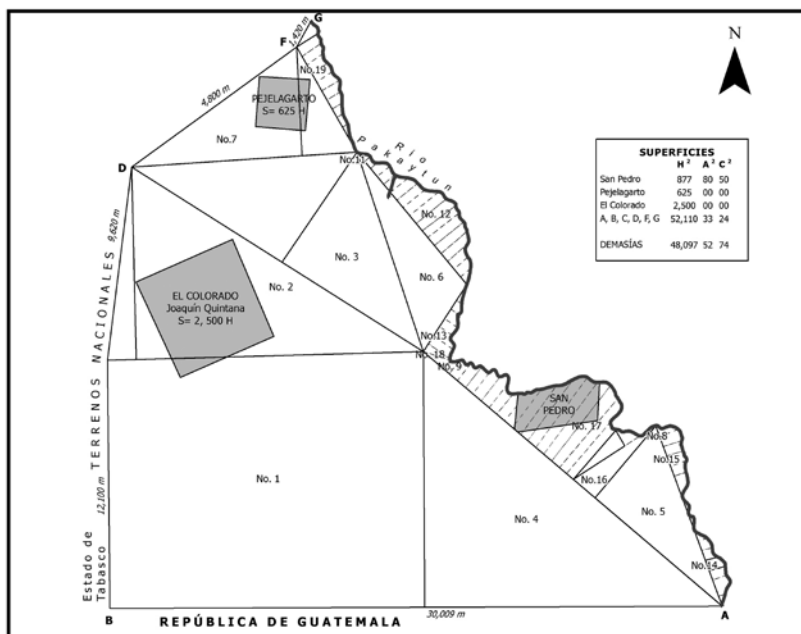 G
1,420 m
F
N
No.19
4,800 m
PEJELAGARTO
S= 625 H
No.7
Río
Pakaytun
SUPERFICIES
H² A² C²
San Pedro 877 80 50
Pejelagarto 625 00 00
El Colorado 2,500 00 00
A, B, C, D, F, G 52,110 33 24
DEMASÍAS 48,097 52 74
D
No.11
No. 12
9,620 m
No. 3
No. 6
No. 2
EL COLORADO
Joaquín Quintana
S= 2, 500 H
No.13
No. 18
No. 9
TERRENOS NACIONALES
SAN
PEDRO
No. 17
No.8
No.15
No. 1
No.16
12,100 m
No. 5
No. 4
No.14
Estado de
Tabasco
B
REPÚBLICA DE GUATEMALA
30,009 m
A